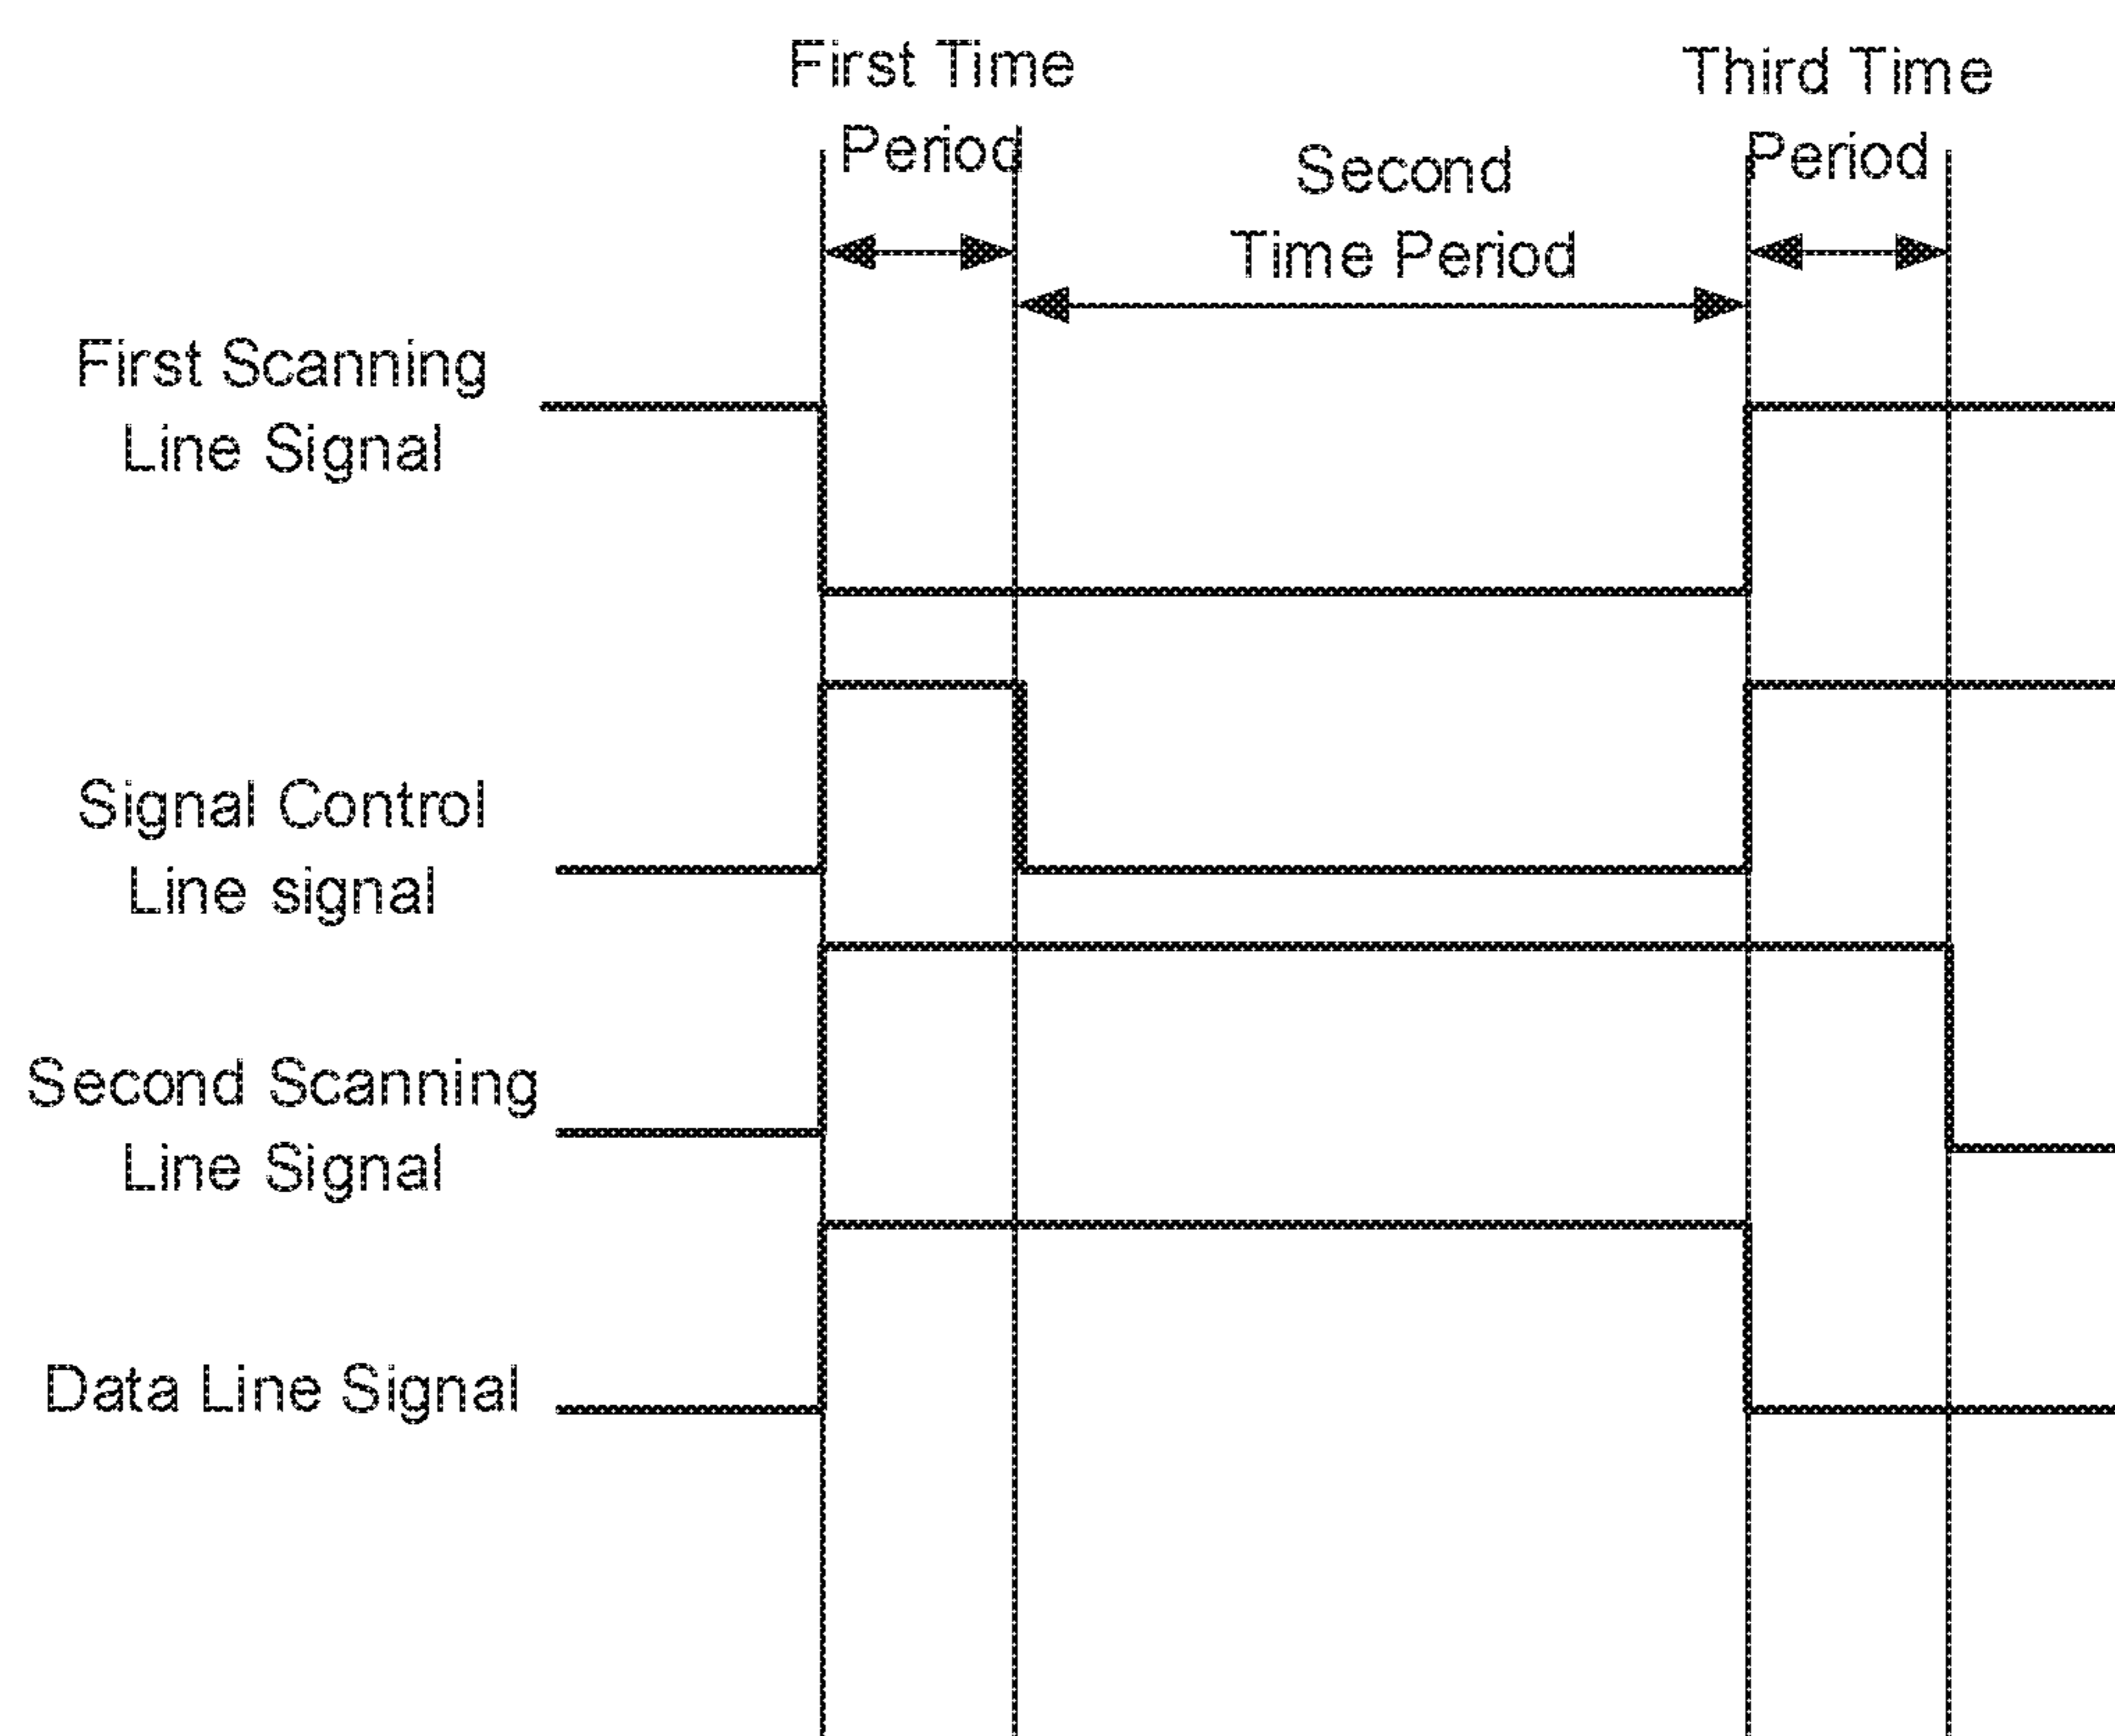 First Time
Period
Third Time
Period
Second
Time Period
First Scanning
Line Signal
Signal Control
Line signal
Second Scanning
Line Signal
Data Line Signal